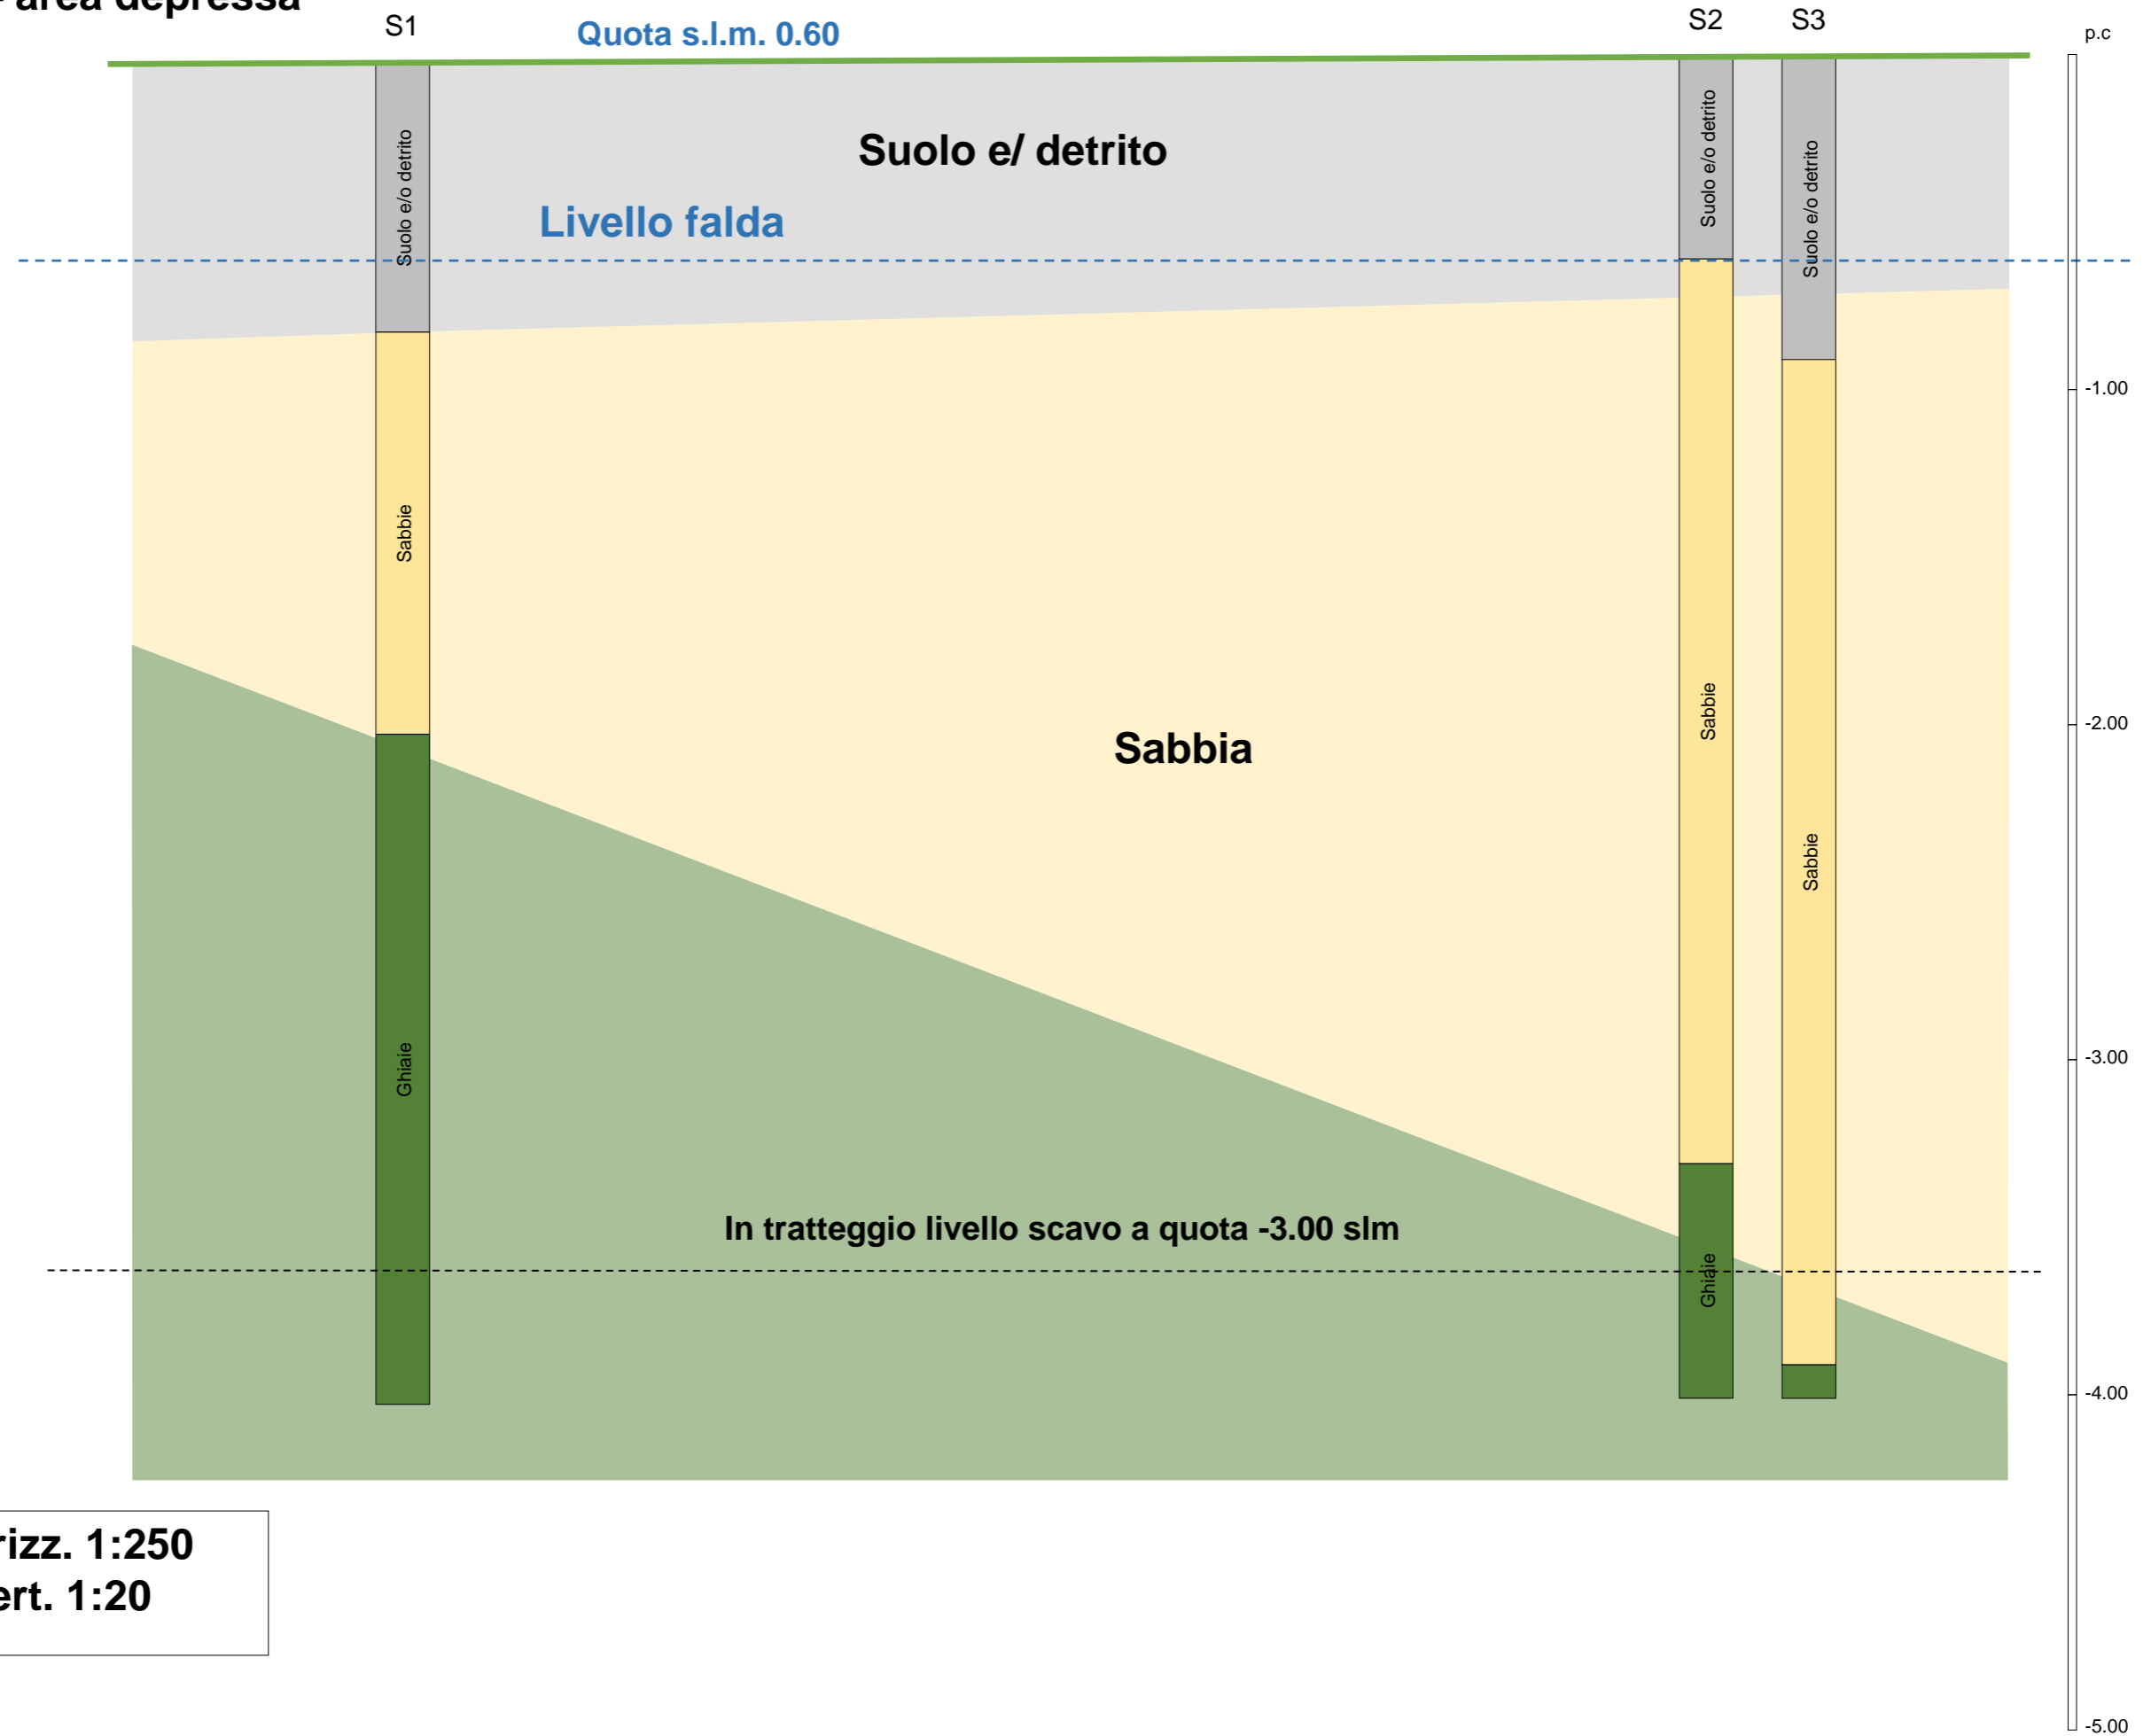 area depressa
S1
Quota s.l.m. 0.60
S2
S3
p.c
Suolo e/o detrito
Suolo e/ detrito
Suolo e/o detrito
Suolo e/o detrito
Livello falda
-1.00
Sabbie
Sabbie
-2.00
Sabbia
Sabbie
Ghiaie
-3.00
In tratteggio livello scavo a quota -3.00 slm
Ghiaie
-4.00
rizz. 1:250
ert. 1:20
-5.00